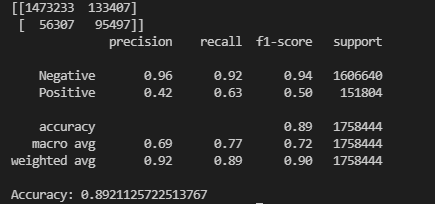 [[1473233 133407]
[ 56307 95497]]
precision recall f1-score support
Negative 0.96 0.92 0.94 1606640
Positive 0.42 0.63 0.50 151804
accuracy 0.89 1758444
macro avg 0.69 0.77 0.72 1758444
weighted avg 0.92 0.89 0.90 1758444
Accuracy: 0.8921125722513767